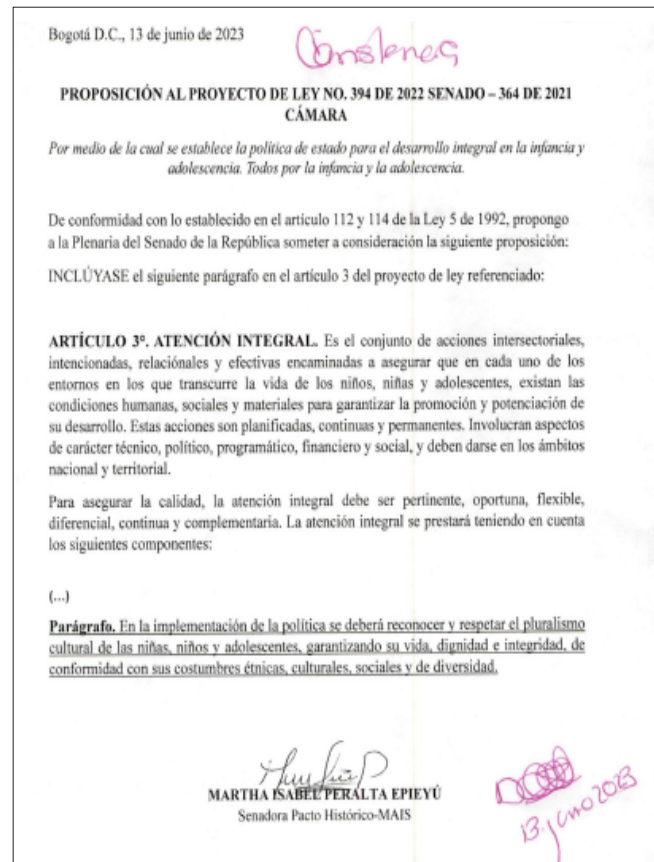 Bogotá D.C., 13 de junio de 2023
PROPOSICIÓN AL PROYECTO DE LEY NO. 394 DE 2022 SENADO – 364 DE 2021
CÁMARA
Por medio de la cual se establece la política de estado para el desarrollo integral en la infancia y
adolescencia. Todos por la infancia y la adolescencia.
De conformidad con lo establecido en el artículo 112 y 114 de la Ley 5 de 1992, propongo
a la Plenaria del Senado de la República someter a consideración la siguiente proposición:
INCLÚYASE el siguiente parágrafo en el artículo 3 del proyecto de ley referenciado:
ARTÍCULO 3º. ATENCIÓN INTEGRAL. Es el conjunto de acciones intersectoriales,
intencionadas, relaciónales y efectivas encaminadas a asegurar que en cada uno de los
entornos en los que transcurre la vida de los niños, niñas y adolescentes, existan las
condiciones humanas, sociales y materiales para garantizar la promoción y potenciación de
su desarrollo. Estas acciones son planificadas, continuas y permanentes. Involucran aspectos
de carácter técnico, político, programático, financiero y social, y deben darse en los ámbitos
nacional y territorial.
Para asegurar la calidad, la atención integral debe ser pertinente, oportuna, flexible,
diferencial, continua y complementaria. La atención integral se prestará teniendo en cuenta
los siguientes componentes:
(...)
Parágrafo. En la implementación de la política se deberá reconocer y respetar el pluralismo
cultural de las niñas, niños y adolescentes, garantizando su vida, dignidad e integridad, de
conformidad con sus costumbres étnicas, culturales, sociales y de diversidad.
MARTHA ISABEL PERALTA EPIEYÚ
Senadora Pacto Histórico-MAIS
13. junio 2023